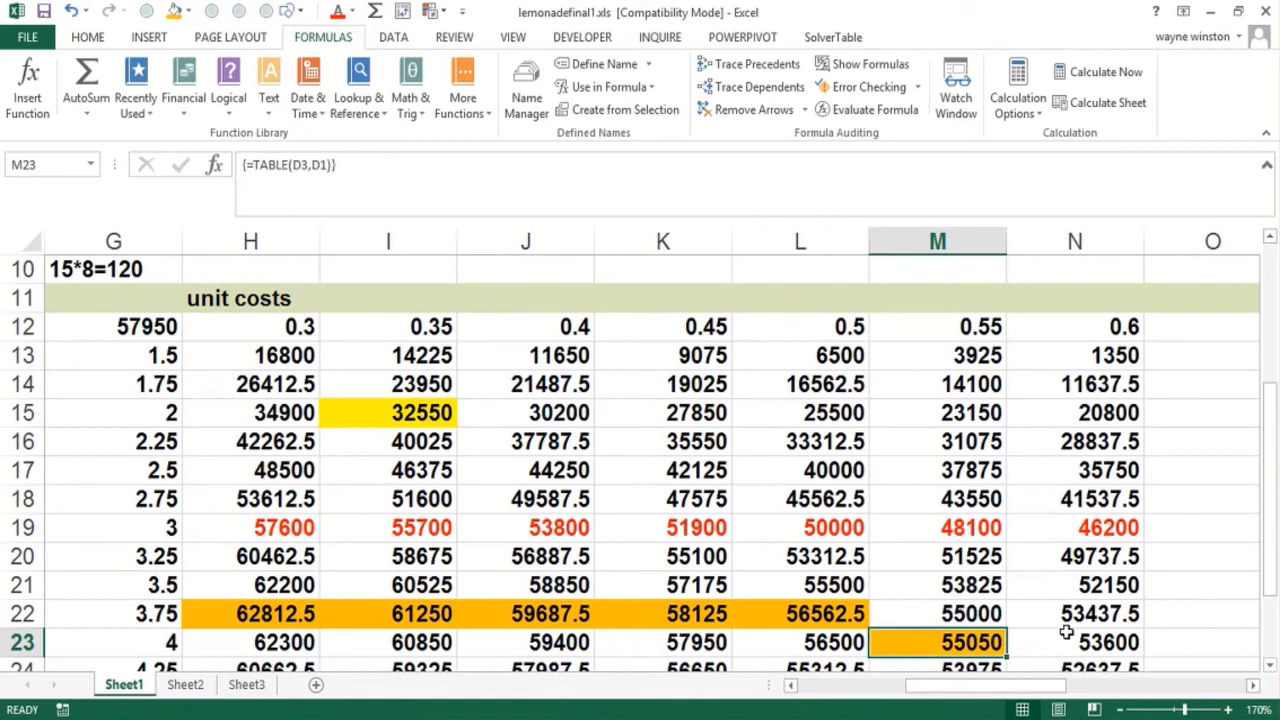 lemonadefinal1.xls [Compatibility Mode] - Excel
FILE HOME INSERT PAGE LAYOUT FORMULAS DATA REVIEW VIEW DEVELOPER INQUIRE POWERPIVOT SolverTable wayne winston
Insert Function
AutoSum
Recently Used
Financial
Logical
Text
Date & Time
Lookup & Reference
Math & Trig
More Functions
Function Library
Name Manager
Define Name
Use in Formula
Create from Selection
Defined Names
Trace Precedents
Trace Dependents
Remove Arrows
Show Formulas
Error Checking
Evaluate Formula
Formula Auditing
Watch Window
Calculation Options
Calculate Now
Calculate Sheet
Calculation
M23 fx {=TABLE(D3,D1)}
G H I J K L M N O
10 15*8=120
11 unit costs
12 57950 0.3 0.35 0.4 0.45 0.5 0.55 0.6
13 1.5 16800 14225 11650 9075 6500 3925 1350
14 1.75 26412.5 23950 21487.5 19025 16562.5 14100 11637.5
15 2 34900 32550 30200 27850 25500 23150 20800
16 2.25 42262.5 40025 37787.5 35550 33312.5 31075 28837.5
17 2.5 48500 46375 44250 42125 40000 37875 35750
18 2.75 53612.5 51600 49587.5 47575 45562.5 43550 41537.5
19 3 57600 55700 53800 51900 50000 48100 46200
20 3.25 60462.5 58675 56887.5 55100 53312.5 51525 49737.5
21 3.5 62200 60525 58850 57175 55500 53825 52150
22 3.75 62812.5 61250 59687.5 58125 56562.5 55000 53437.5
23 4 62300 60850 59400 57950 56500 55050 53600
24 4.25 60662.5 59325 57987.5 56650 55312.5 53975 52637.5
Sheet1 Sheet2 Sheet3
READY 170%